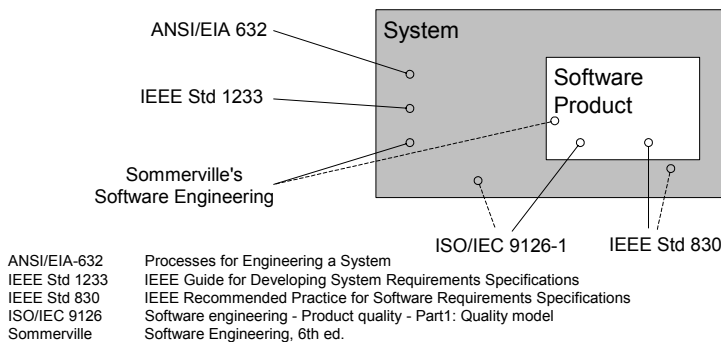 ANSI/EIA 632
System
Software
Product
IEEE Std 1233
Sommerville's
Software Engineering
ISO/IEC 9126-1
IEEE Std 830
ANSI/EIA-632 Processes for Engineering a System
IEEE Std 1233 IEEE Guide for Developing System Requirements Specifications
IEEE Std 830 IEEE Recommended Practice for Software Requirements Specifications
ISO/IEC 9126 Software engineering - Product quality - Part1: Quality model
Sommerville Software Engineering, 6th ed.